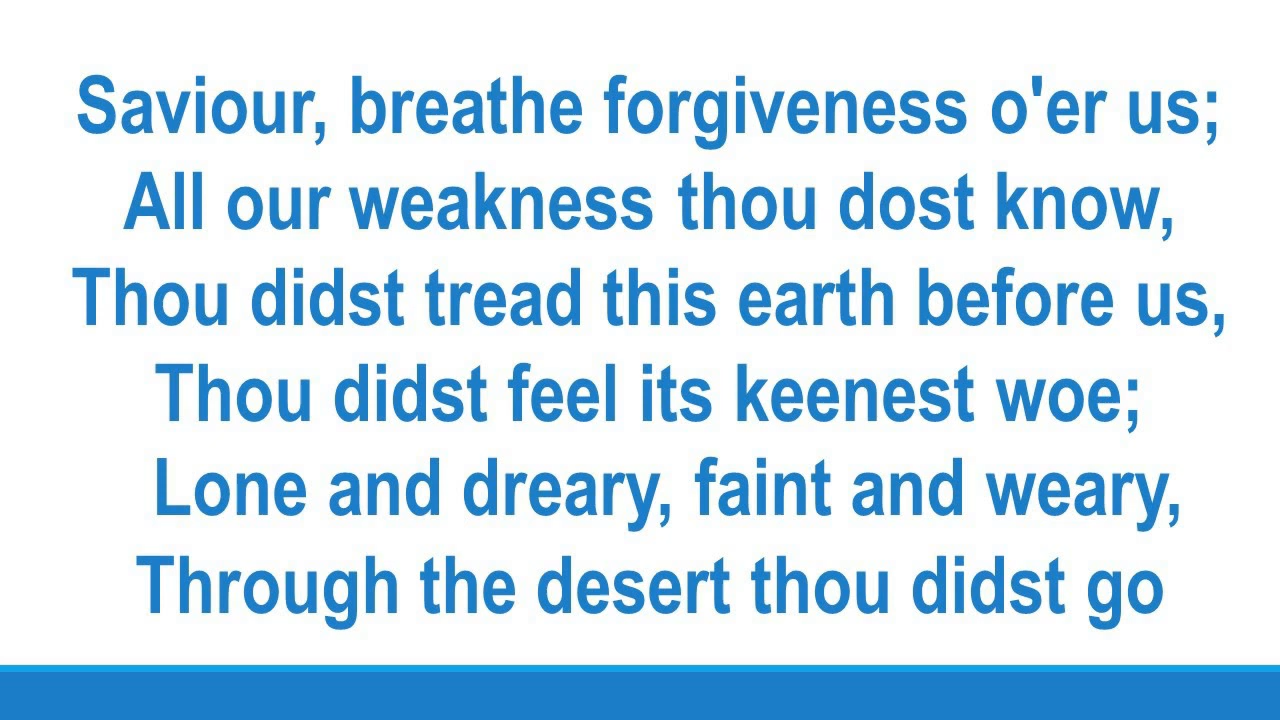 Saviour, breathe forgiveness o'er us;
All our weakness thou dost know,
Thou didst tread this earth before us,
Thou didst feel its keenest woe;
Lone and dreary, faint and weary,
Through the desert thou didst go